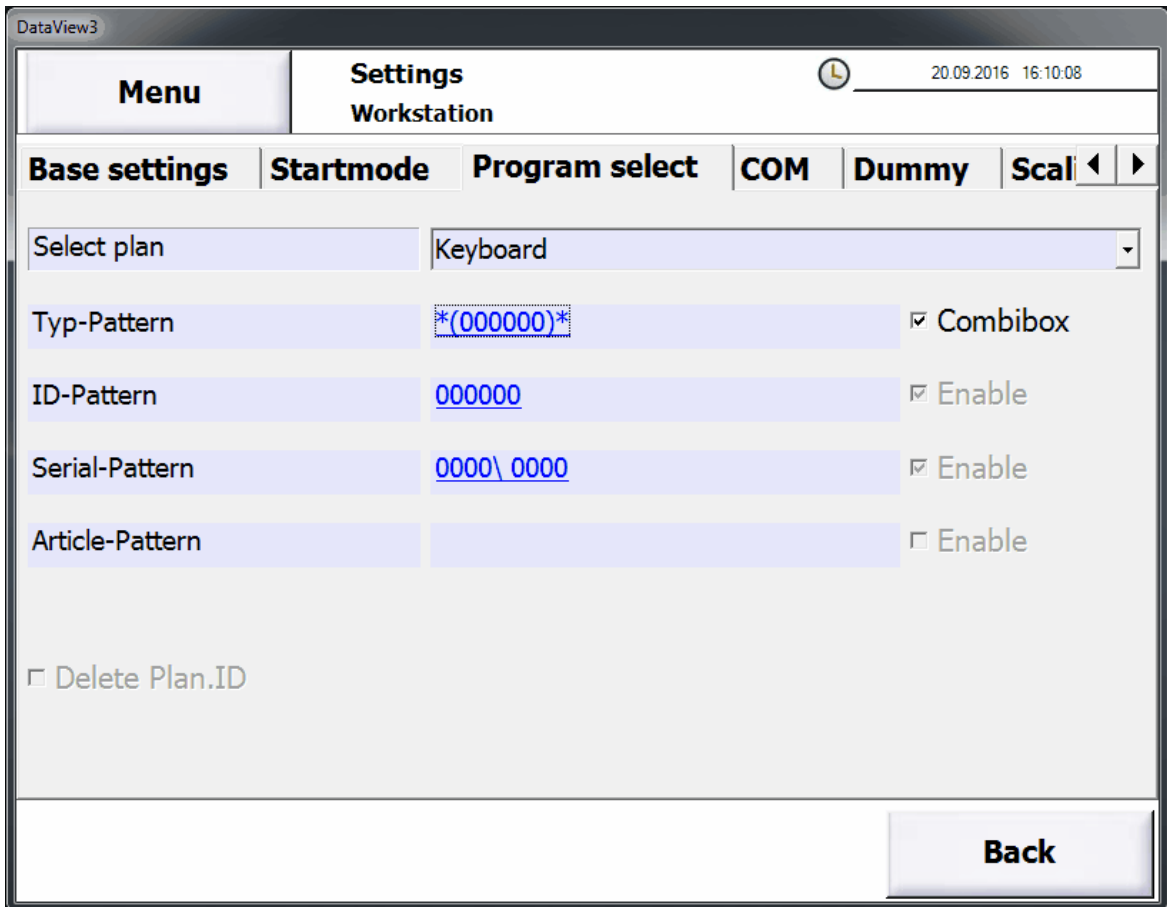 DataView3
Menu
Settings
20.09.2016 16:10:08
Workstation
Base settings Startmode Program select COM Dummy Scali
Select plan Keyboard
Typ-Pattern *(000000)* Combibox
ID-Pattern 000000 Enable
Serial-Pattern 0000\ 0000 Enable
Article-Pattern Enable
Delete Plan.ID
Back